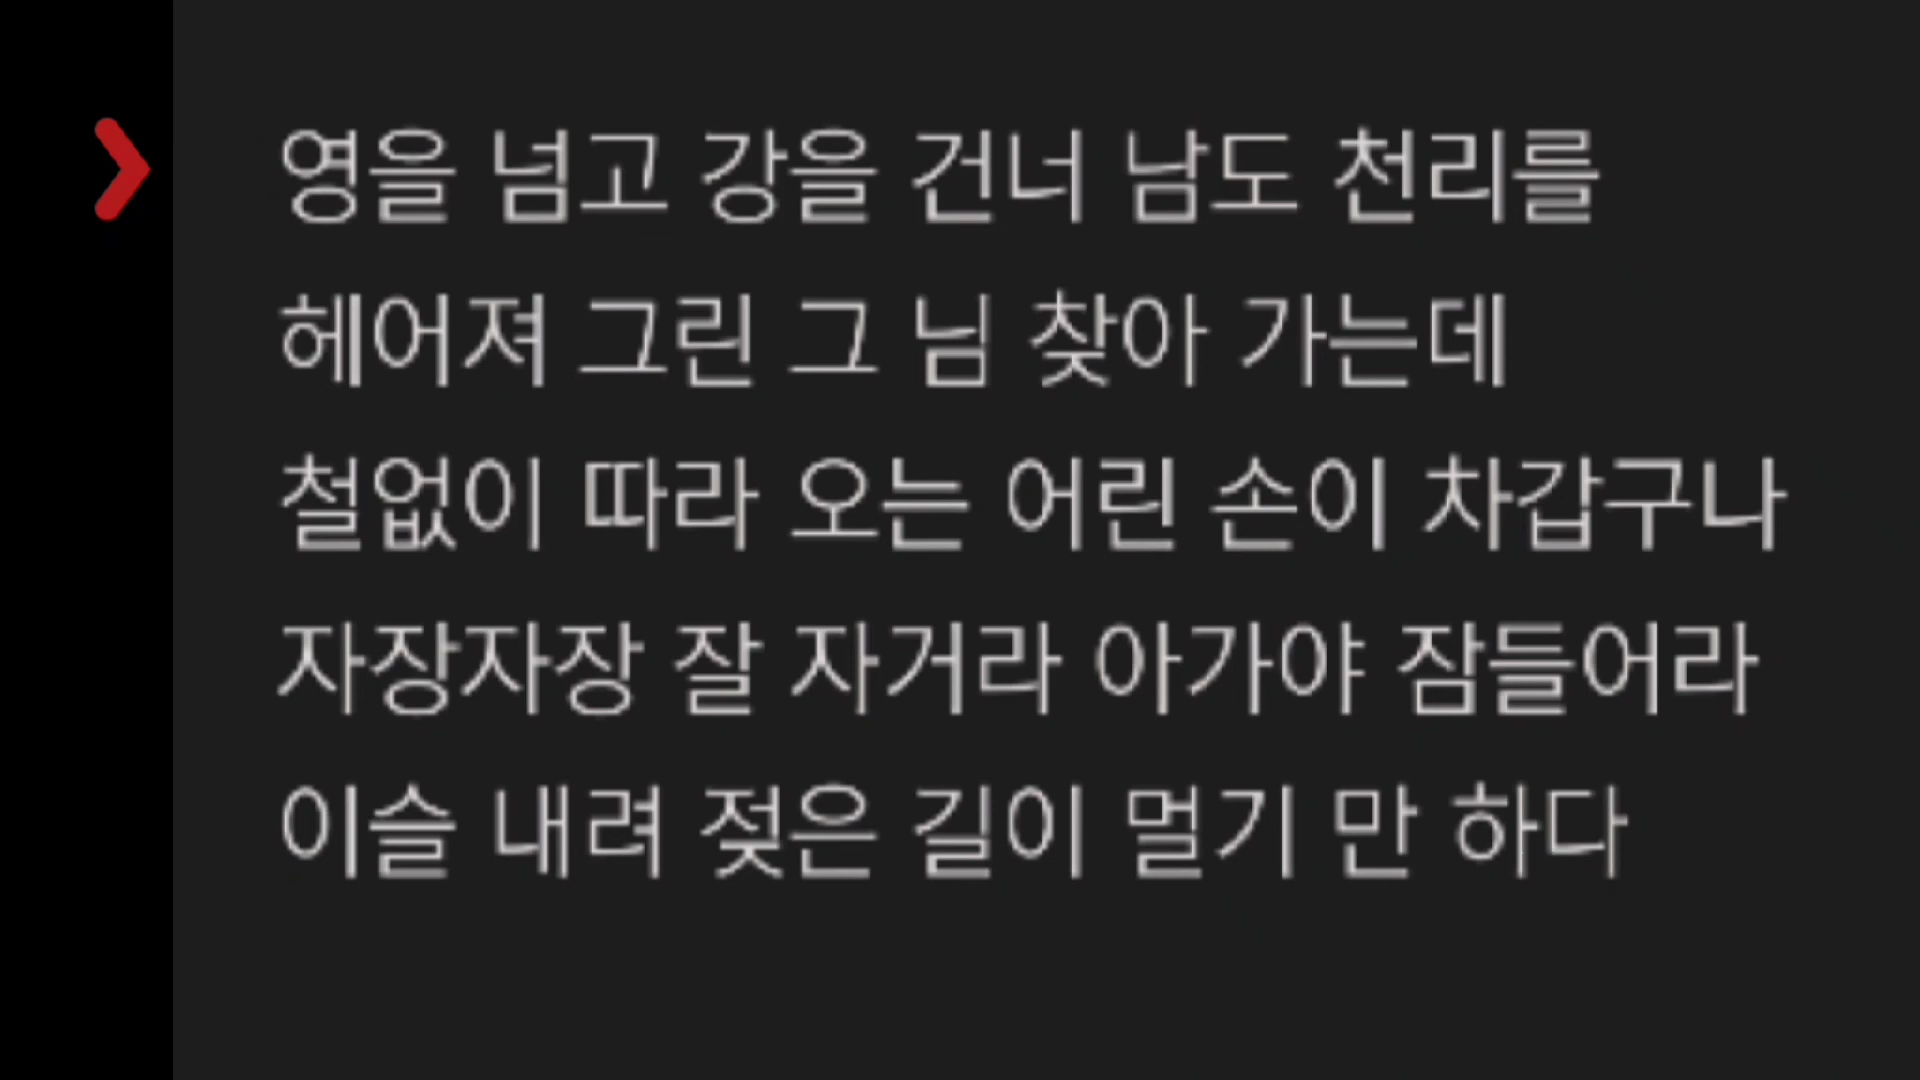 영을 넘고 강을 건너 남도 천리를
헤어져 그린 그 님 찾아 가는데
철없이 따라 오는 어린 손이 차갑구나
자장자장 잘 자거라 아가야 잠들어라
이슬 내려 젖은 길이 멀기 만 하다